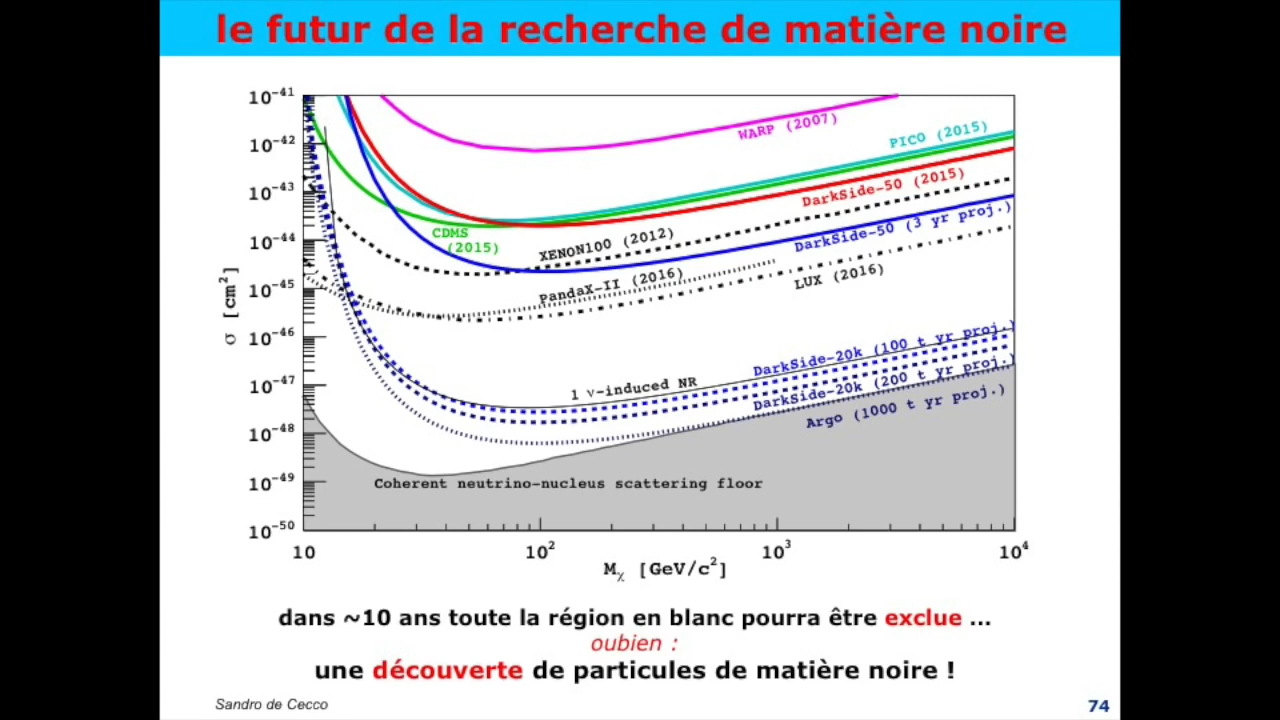 le futur de la recherche de matière noire
10⁻⁴¹
10⁻⁴²
10⁻⁴³
10⁻⁴⁴
10⁻⁴⁵
10⁻⁴⁶
10⁻⁴⁷
10⁻⁴⁸
10⁻⁴⁹
10⁻⁵⁰
σ [cm²]
WARP (2007)
PICO (2015)
DarkSide-50 (2015)
CDMS
(2015)
XENON100 (2012)
DarkSide-50 (3 yr proj.)
PandaX-II (2016)
LUX (2016)
DarkSide-20k (100 t yr proj.)
1 ν-induced NR
DarkSide-20k (200 t yr proj.)
Argo (1000 t yr proj.)
Coherent neutrino-nucleus scattering floor
10 10² 10³ 10⁴
Mχ [GeV/c²]
dans ~10 ans toute la région en blanc pourra être exclue ...
oubien :
une découverte de particules de matière noire !
Sandro de Cecco 74